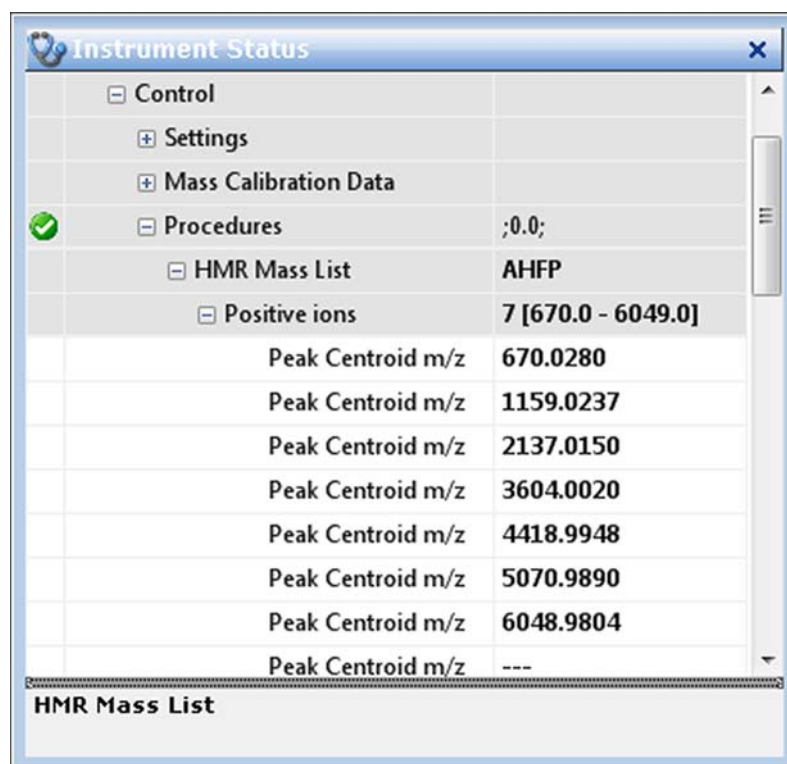 Instrument Status
Control
Settings
Mass Calibration Data
Procedures ;0.0;
HMR Mass List AHFP
Positive ions 7 [670.0 - 6049.0]
Peak Centroid m/z 670.0280
Peak Centroid m/z 1159.0237
Peak Centroid m/z 2137.0150
Peak Centroid m/z 3604.0020
Peak Centroid m/z 4418.9948
Peak Centroid m/z 5070.9890
Peak Centroid m/z 6048.9804
Peak Centroid m/z ---
HMR Mass List